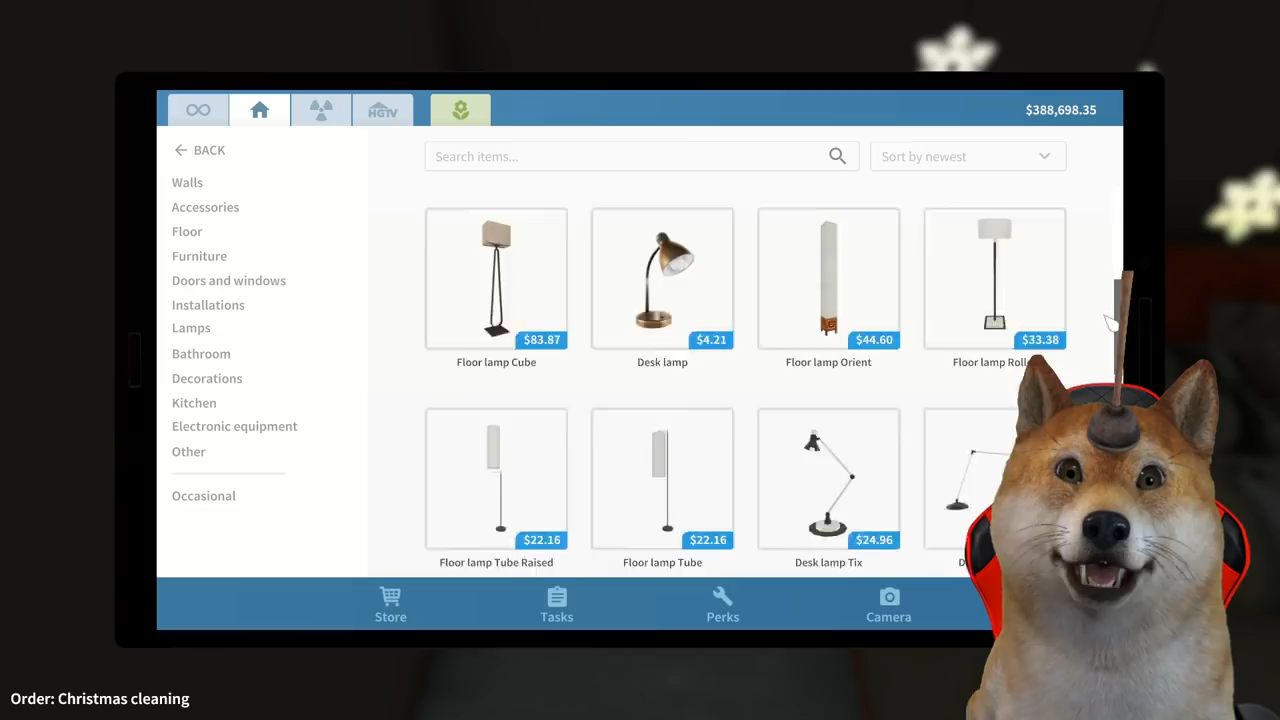 HGTV
$388,698.35
BACK
Search items...
Sort by newest
Walls
Accessories
Floor
Furniture
Doors and windows
Installations
Lamps
Bathroom
Decorations
Kitchen
Electronic equipment
Other
Occasional
$83.87
$4.21
$44.60
$33.38
Floor lamp Cube
Desk lamp
Floor lamp Orient
Floor lamp
$22.16
$22.16
$24.96
Floor lamp Tube Raised
Floor lamp Tube
Desk lamp Tix
Store
Tasks
Perks
Camera
Order: Christmas cleaning